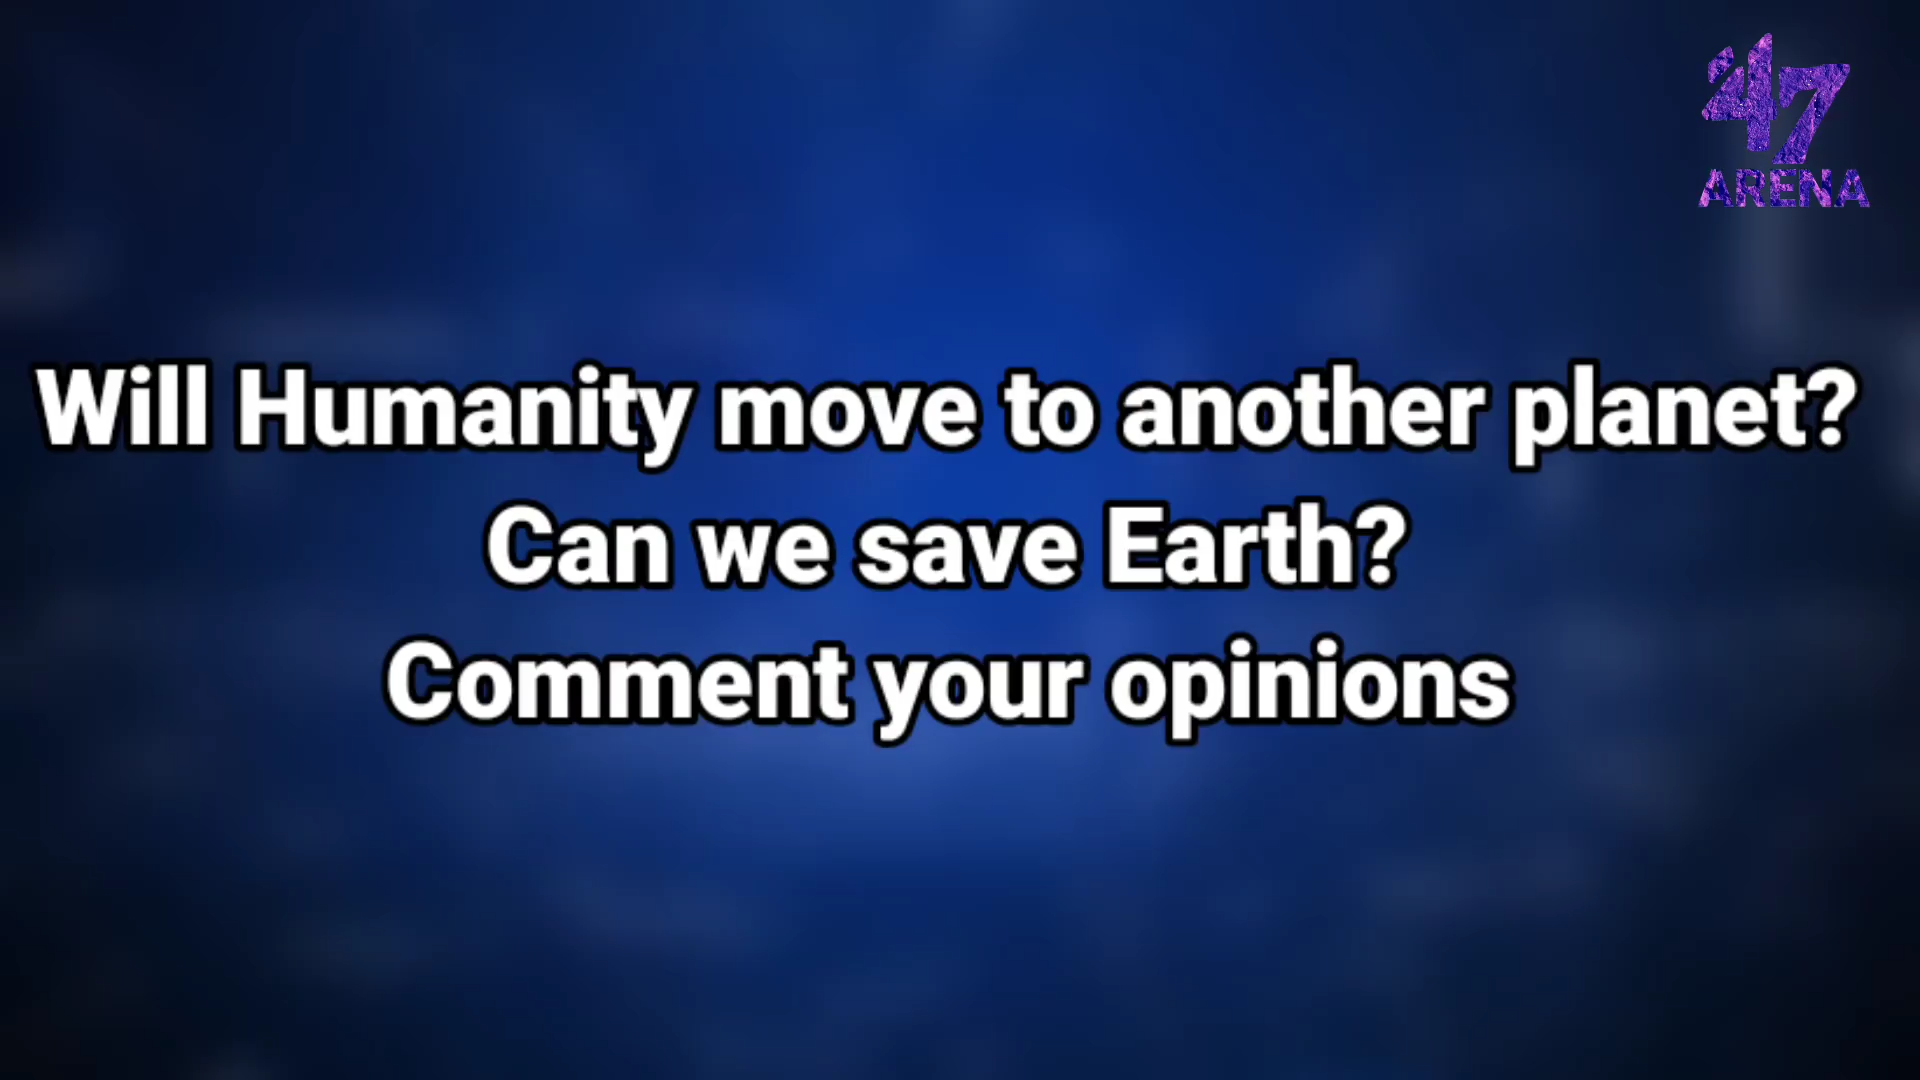 47
ARENA
Will Humanity move to another planet?
Can we save Earth?
Comment your opinions